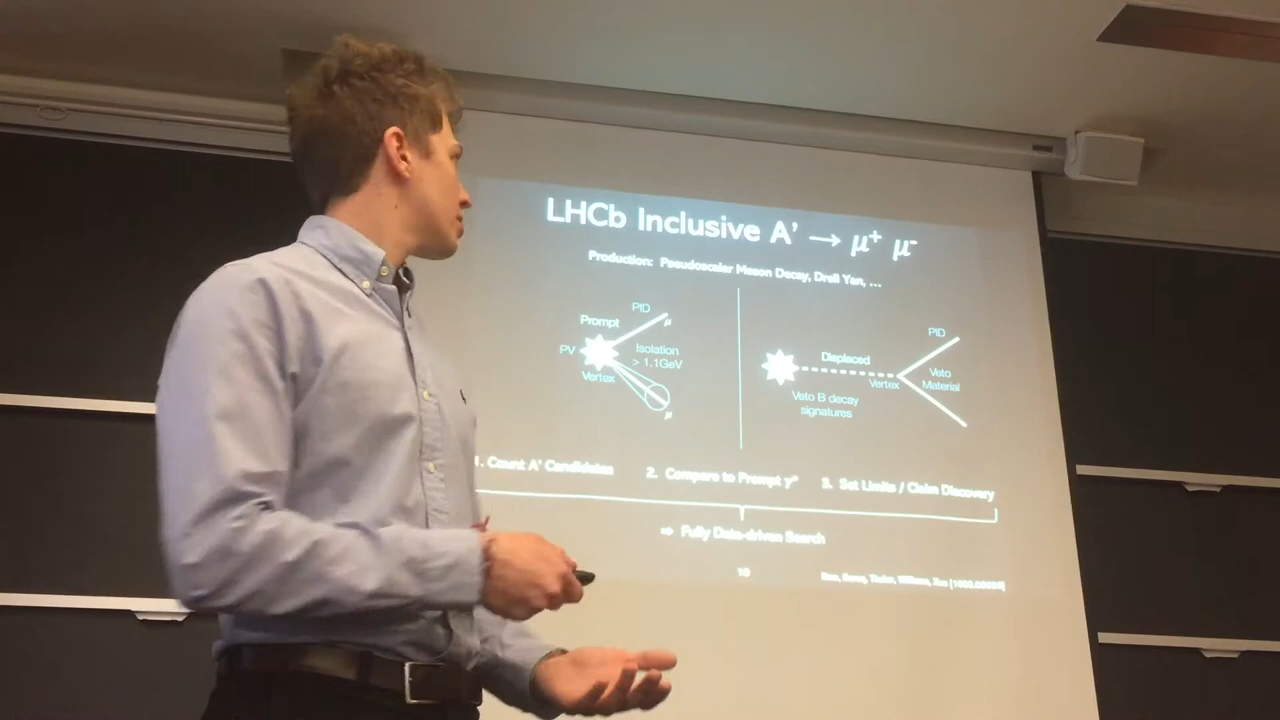 LHCb Inclusive A' → μ⁺ μ⁻
Production: Pseudoscalar Meson Decay, Drell Yan, ...
PID
μ
Prompt
PV
Isolation
> 1.1GeV
Vertex
μ
PID
Displaced
Vertex
Veto
Material
Veto B decay
signatures
1. Count A' Candidates
2. Compare to Prompt γ*
3. Set Limits / Claim Discovery
⇒ Fully Data-driven Search
10
Thaler, Williams,